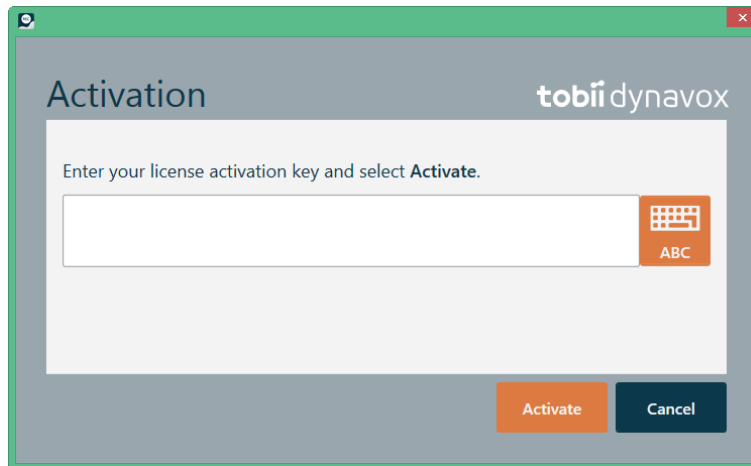 Activation
tobii dynavox
Enter your license activation key and select Activate.
ABC
Activate
Cancel